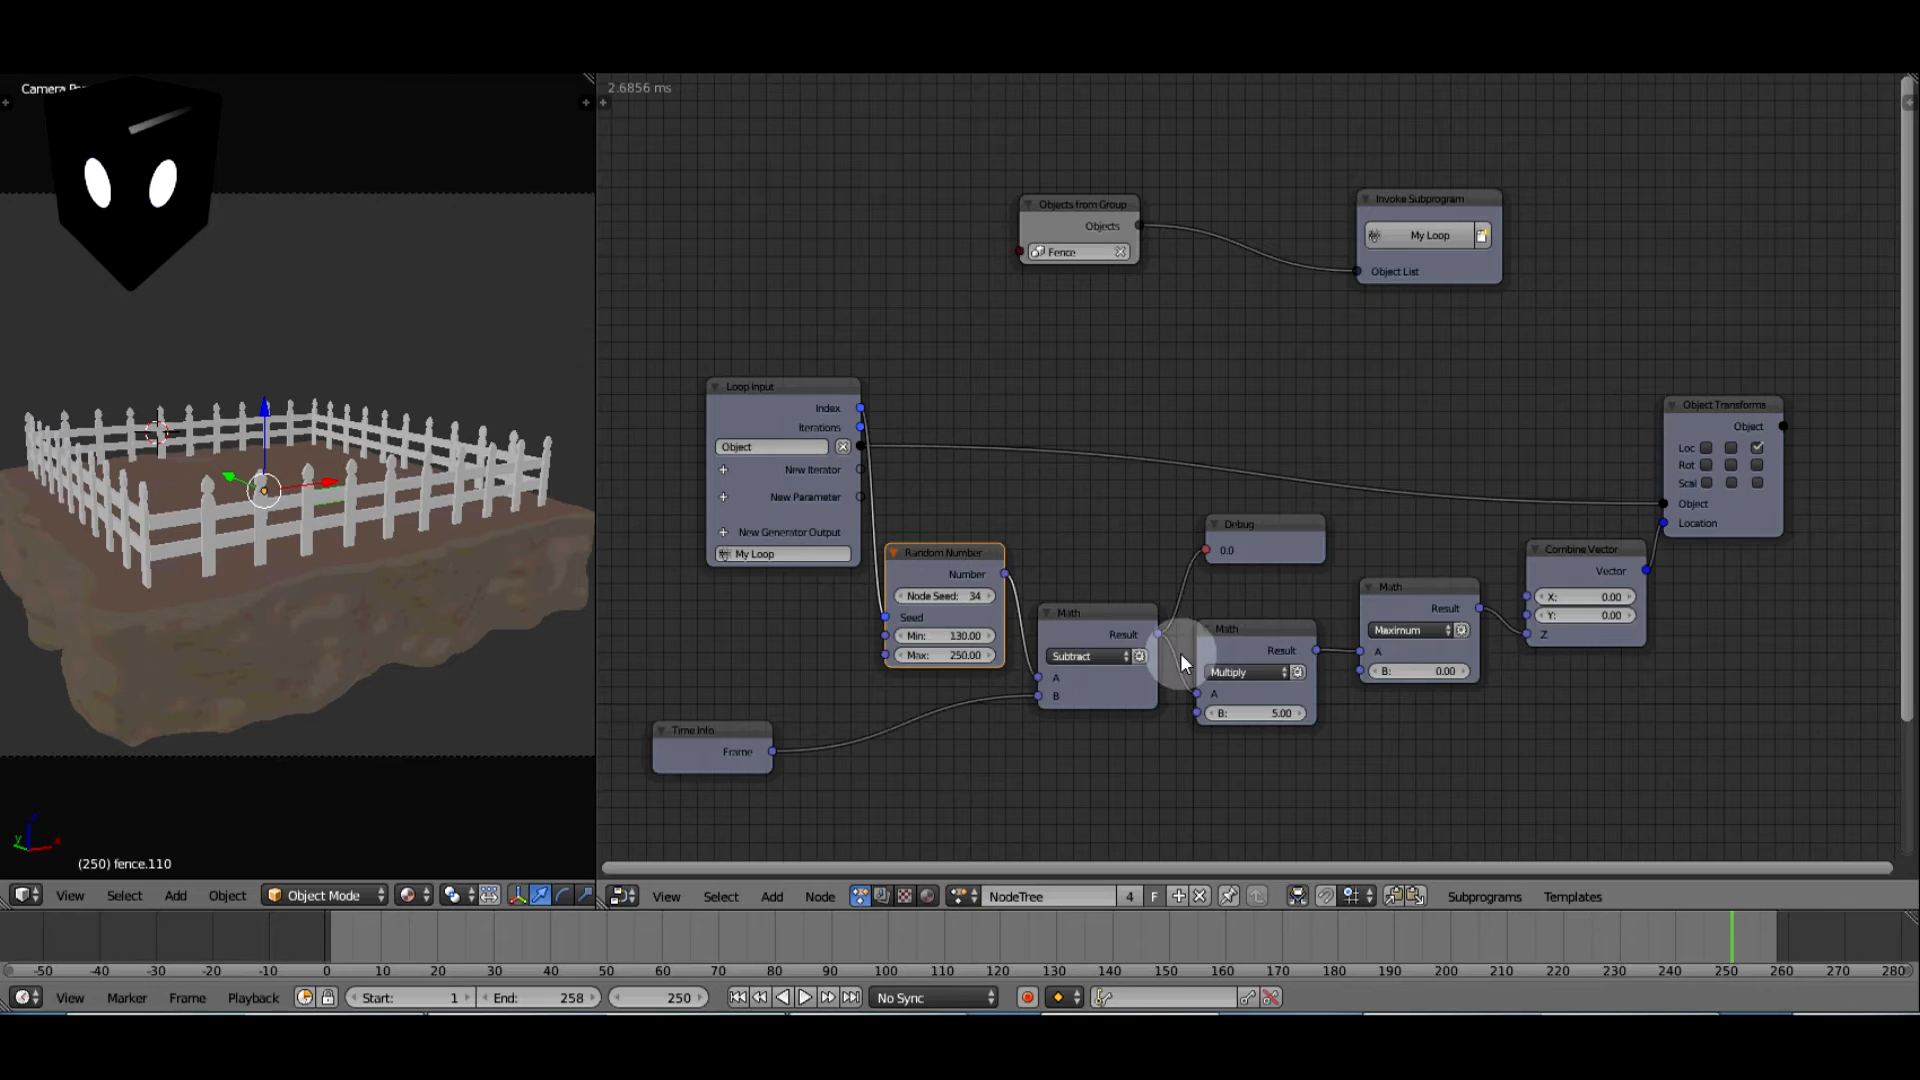 Camera Pe
2.6856 ms
Objects from Group
Objects
Fence
Invoke Subprogram
My Loop
Object List
Loop Input
Index
Iterations
Object
New Iterator
New Parameter
New Generator Output
My Loop
Random Number
Number
Node Seed: 34
Seed
Min: 130.00
Max: 250.00
Time Info
Frame
Math
Result
Subtract
A
B
Debug
0.0
Math
Result
Multiply
A
B: 5.00
Math
Result
Maximum
A
B: 0.00
Combine Vector
Vector
X: 0.00
Y: 0.00
Z
Object Transforms
Object
Loc
Rot
Scal
Object
Location
y
(250) fence.110
View Select Add Object Object Mode
View Select Add Node NodeTree 4 F Subprograms Templates
-50 -40 -30 -20 -10 0 10 20 30 40 50 60 70 80 90 100 110 120 130 140 150 160 170 180 190 200 210 220 230 240 250 260 270 280
View Marker Frame Playback Start: 1 End: 258 250 No Sync